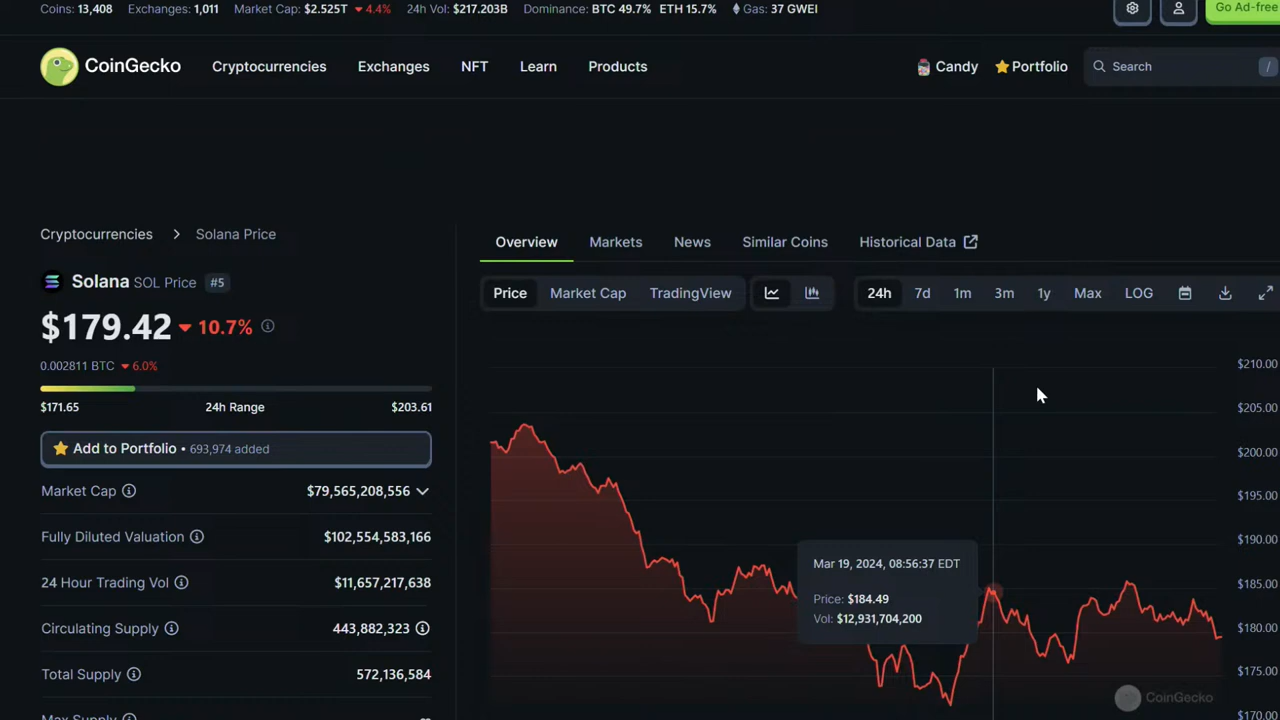 Coins: 13,408 Exchanges: 1,011 Market Cap: $2.525T 4.4% 24h Vol: $217.203B Dominance: BTC 49.7% ETH 15.7% Gas: 37 GWEI
Go Ad-free
CoinGecko Cryptocurrencies Exchanges NFT Learn Products Candy Portfolio Search /
Cryptocurrencies > Solana Price
Solana SOL Price #5
$179.42 10.7%
0.002811 BTC 6.0%
$171.65 24h Range $203.61
Add to Portfolio • 693,974 added
Market Cap $79,565,208,556
Fully Diluted Valuation $102,554,583,166
24 Hour Trading Vol $11,657,217,638
Circulating Supply 443,882,323
Total Supply 572,136,584
Max Supply ∞
Overview Markets News Similar Coins Historical Data
Price Market Cap TradingView 24h 7d 1m 3m 1y Max LOG
$210.00
$205.00
$200.00
$195.00
$190.00
$185.00
$180.00
$175.00
$170.00
Mar 19, 2024, 08:56:37 EDT
Price: $184.49
Vol: $12,931,704,200
CoinGecko